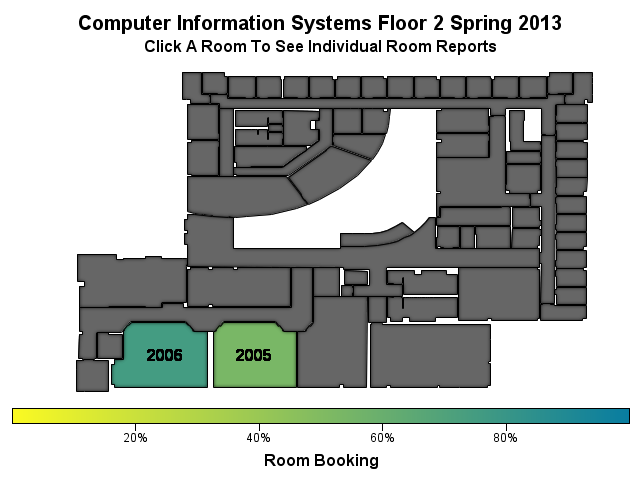 Computer Information Systems Floor 2 Spring 2013
Click A Room To See Individual Room Reports
2006 2005
20% 40% 60% 80%
Room Booking